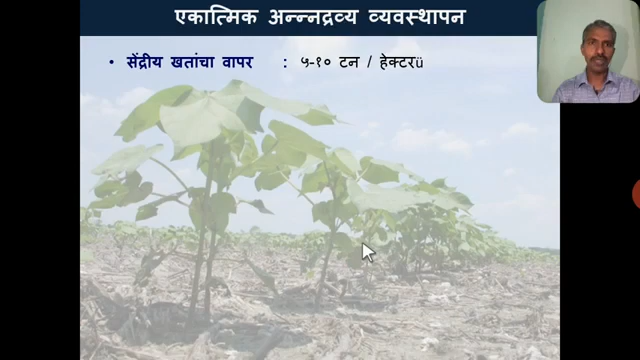 एकात्मिक अन्न्नद्रव्य व्यवस्थापन
• सेंद्रीय खतांचा वापर : ५-१० टन / हेक्टरü